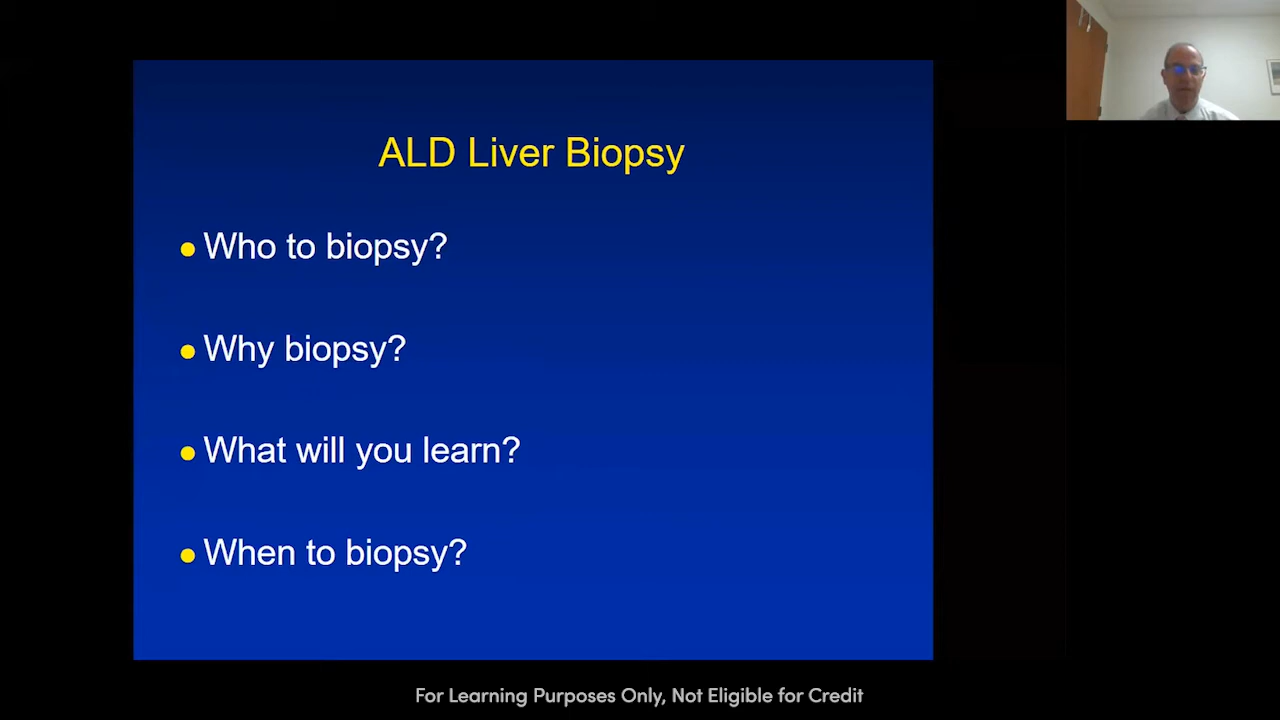 ALD Liver Biopsy
Who to biopsy?
Why biopsy?
What will you learn?
When to biopsy?
For Learning Purposes Only, Not Eligible for Credit